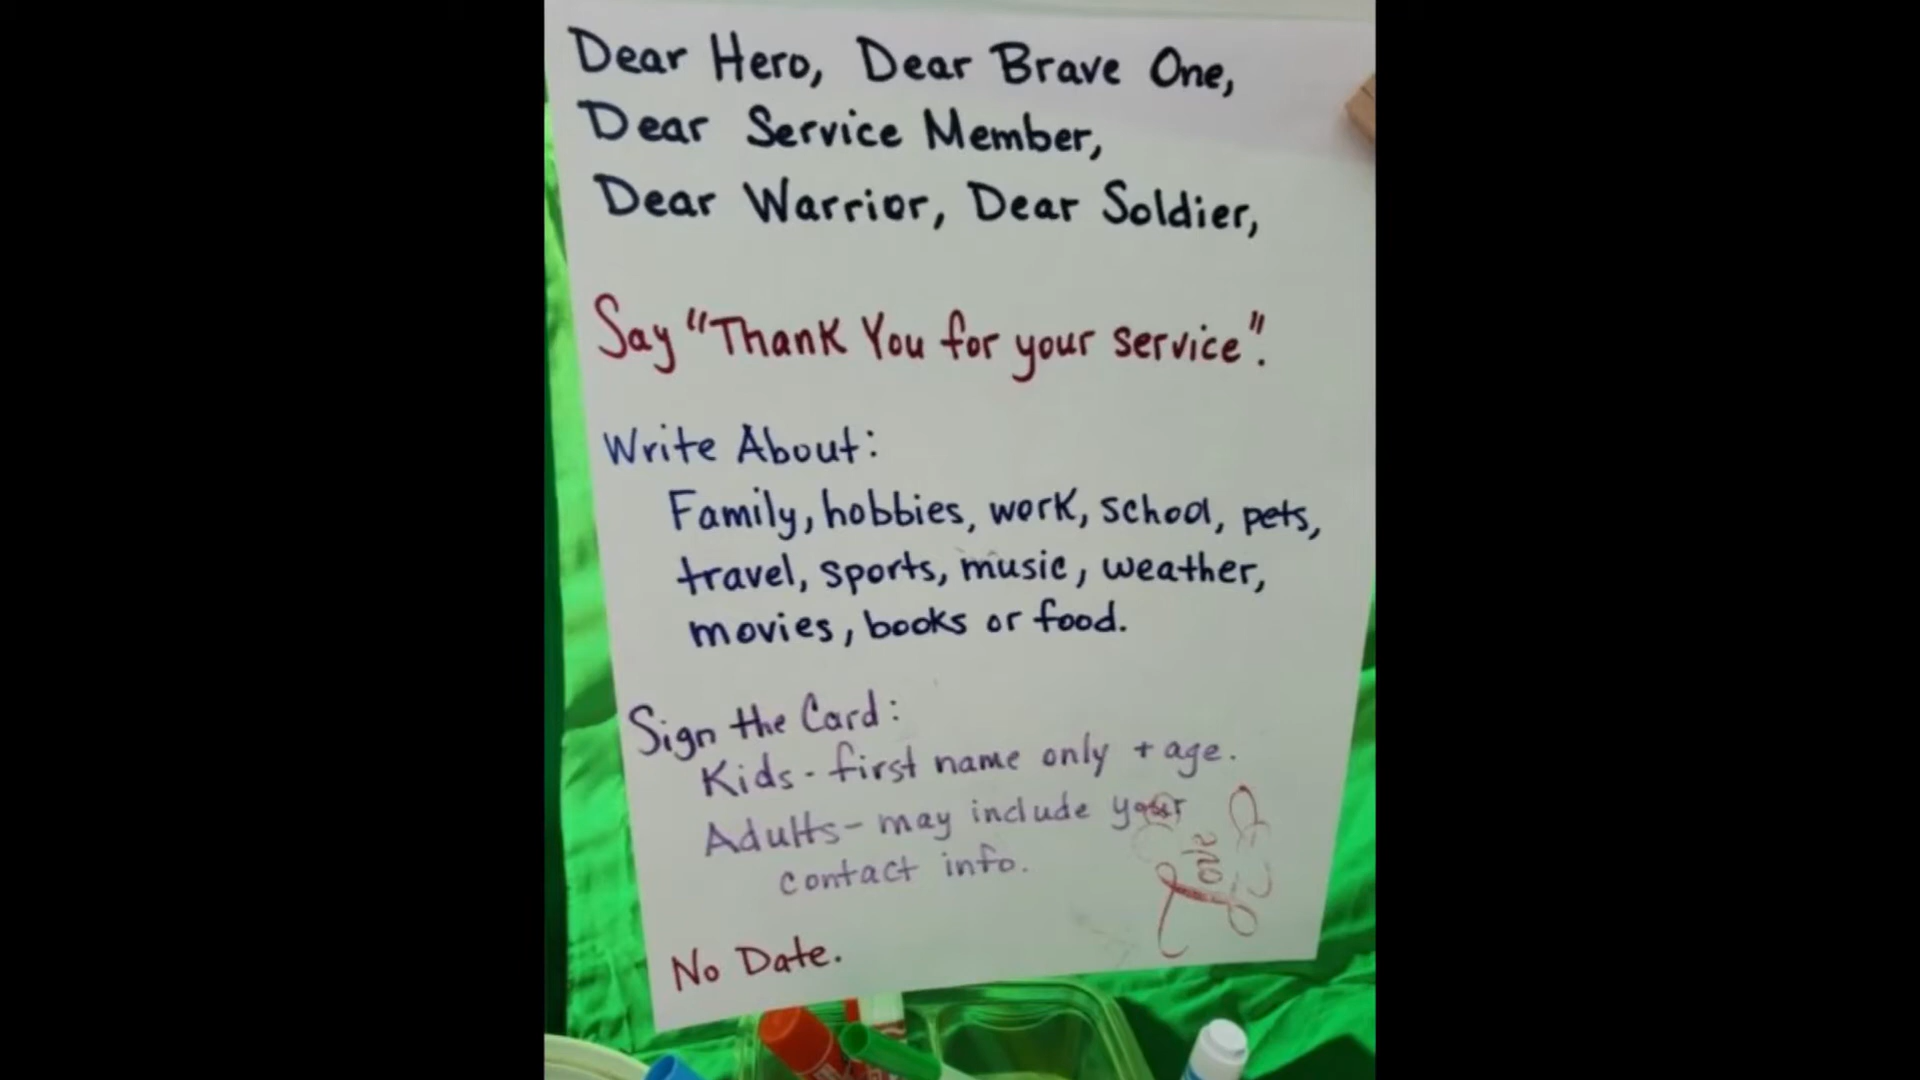 Dear Hero, Dear Brave One,
Dear Service Member,
Dear Warrior, Dear Soldier,
Say "Thank You for your service".
Write About:
Family, hobbies, work, school, pets,
travel, sports, music, weather,
movies, books or food.
Sign the Card:
Kids - first name only + age.
Adults - may include your
contact info.
No Date.